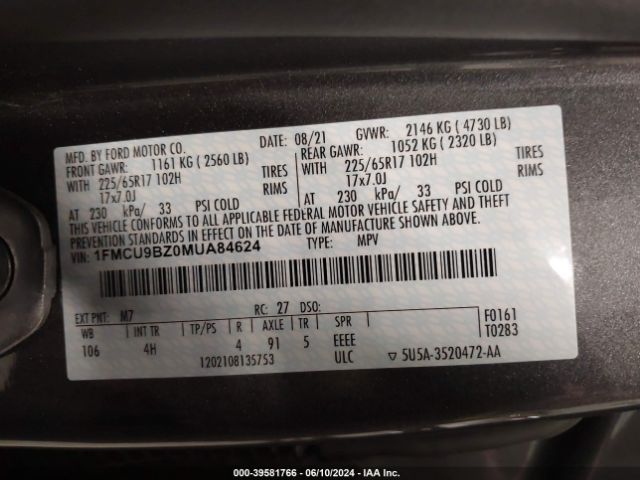 MFD. BY FORD MOTOR CO. DATE: 08/21 GVWR: 2146 KG ( 4730 LB)
FRONT GAWR: 1161 KG ( 2560 LB) REAR GAWR: 1052 KG ( 2320 LB)
WITH 225/65R17 102H TIRES WITH 225/65R17 102H TIRES
17x7.0J RIMS 17x7.0J RIMS
AT 230 kPa/ 33 PSI COLD AT 230 kPa/ 33 PSI COLD
THIS VEHICLE CONFORMS TO ALL APPLICABLE FEDERAL MOTOR VEHICLE SAFETY AND THEFT
PREVENTION STANDARDS IN EFFECT ON THE DATE OF MANUFACTURE SHOWN ABOVE.
VIN: 1FMCU9BZ0MUA84624 TYPE: MPV
EXT PNT: M7 RC: 27 DSO: F0161
WB INT TR TP/PS R AXLE TR SPR T0283
106 4H 4 91 5 EEEE
1202108135753 ULC ▽ 5U5A-3520472-AA
000-39581766 - 06/10/2024 - IAA Inc.